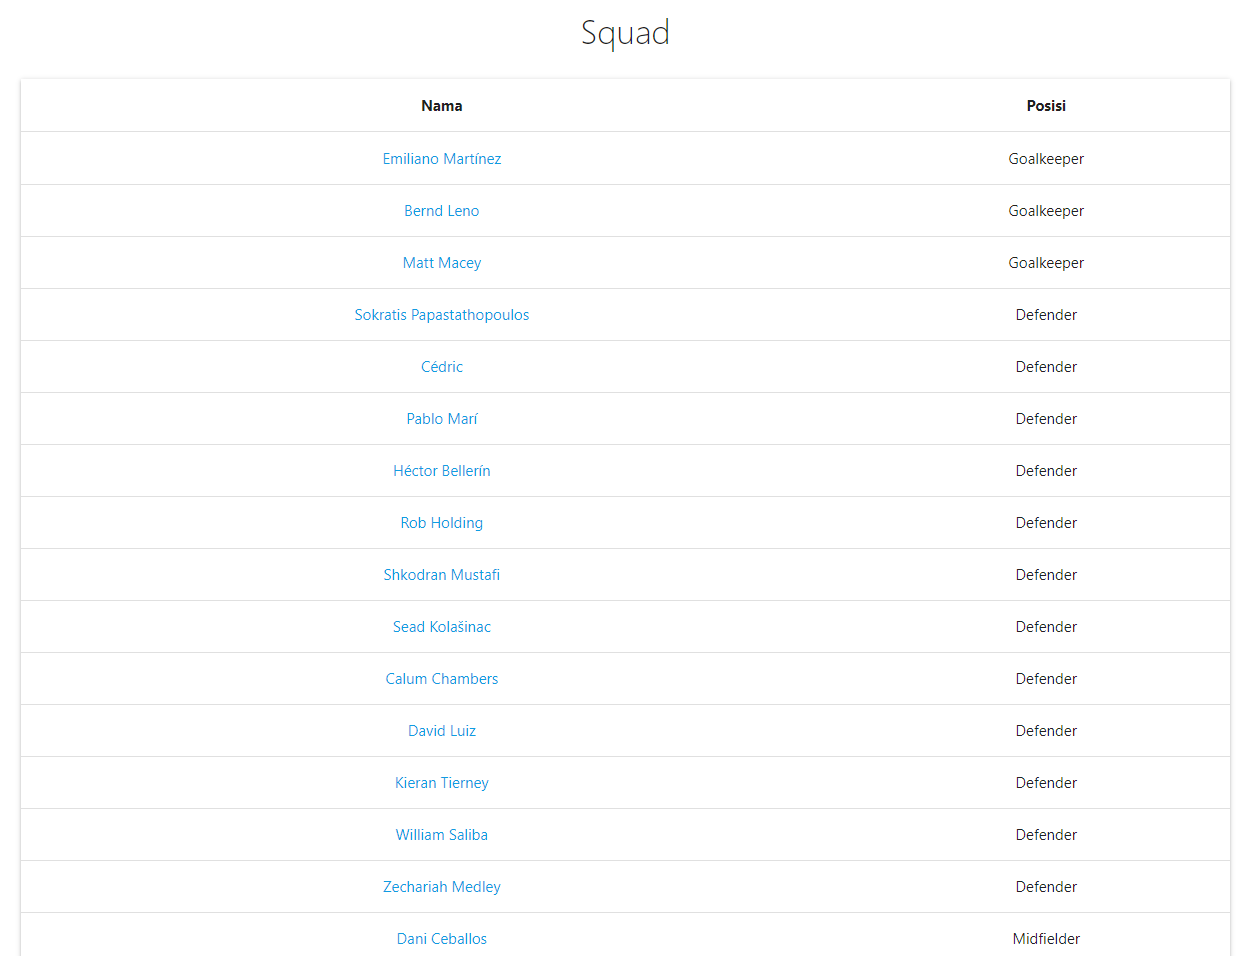 Squad
Nama Posisi
Emiliano Martínez Goalkeeper
Bernd Leno Goalkeeper
Matt Macey Goalkeeper
Sokratis Papastathopoulos Defender
Cédric Defender
Pablo Marí Defender
Héctor Bellerín Defender
Rob Holding Defender
Shkodran Mustafi Defender
Sead Kolašinac Defender
Calum Chambers Defender
David Luiz Defender
Kieran Tierney Defender
William Saliba Defender
Zechariah Medley Defender
Dani Ceballos Midfielder